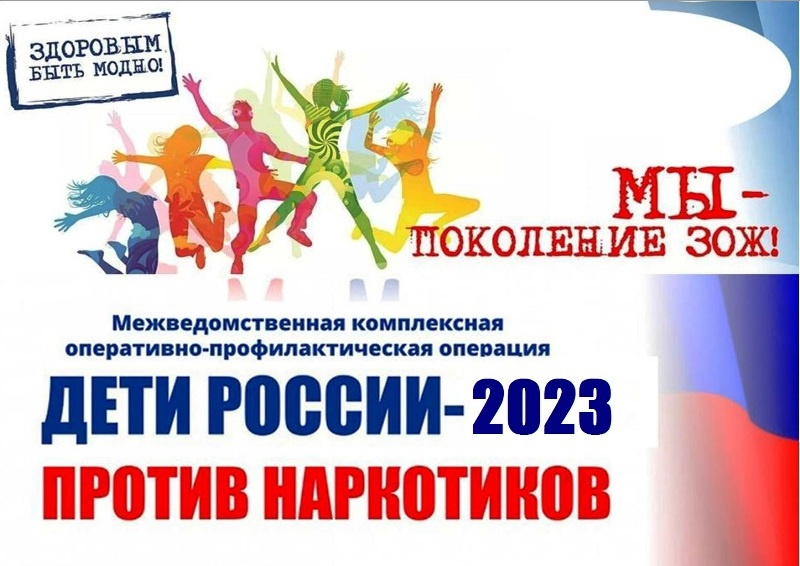 ЗДОРОВЫМ
БЫТЬ МОДНО!
МЫ-
ПОКОЛЕНИЕ ЗОЖ!
Межведомственная комплексная
оперативно-профилактическая операция
ДЕТИ РОССИИ-2023
ПРОТИВ НАРКОТИКОВ